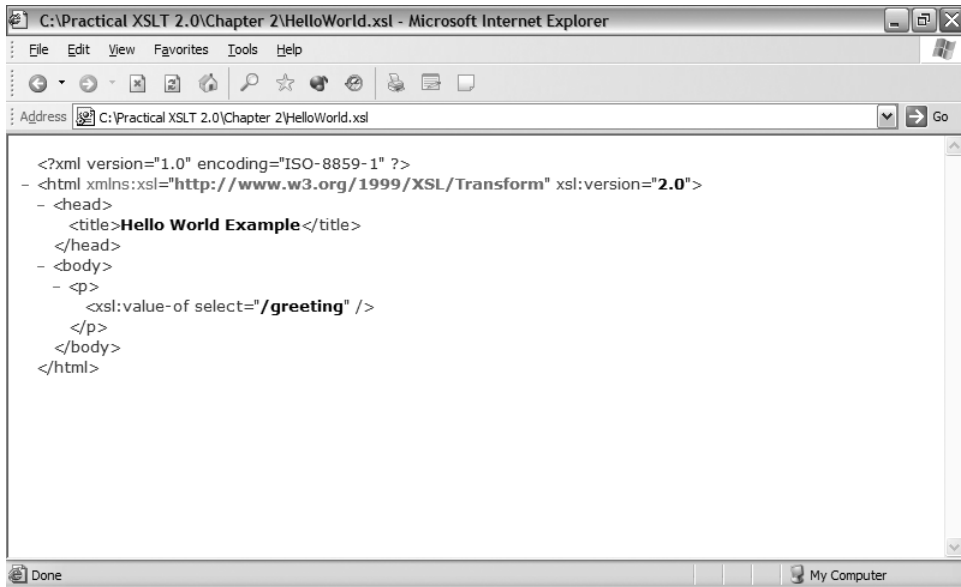 C:\Practical XSLT 2.0\Chapter 2\HelloWorld.xsl - Microsoft Internet Explorer
File Edit View Favorites Tools Help
Address C:\Practical XSLT 2.0\Chapter 2\HelloWorld.xsl Go
<?xml version="1.0" encoding="ISO-8859-1" ?>
- <html xmlns:xsl="http://www.w3.org/1999/XSL/Transform" xsl:version="2.0">
- <head>
<title>Hello World Example</title>
</head>
- <body>
- <p>
<xsl:value-of select="/greeting" />
</p>
</body>
</html>
Done My Computer